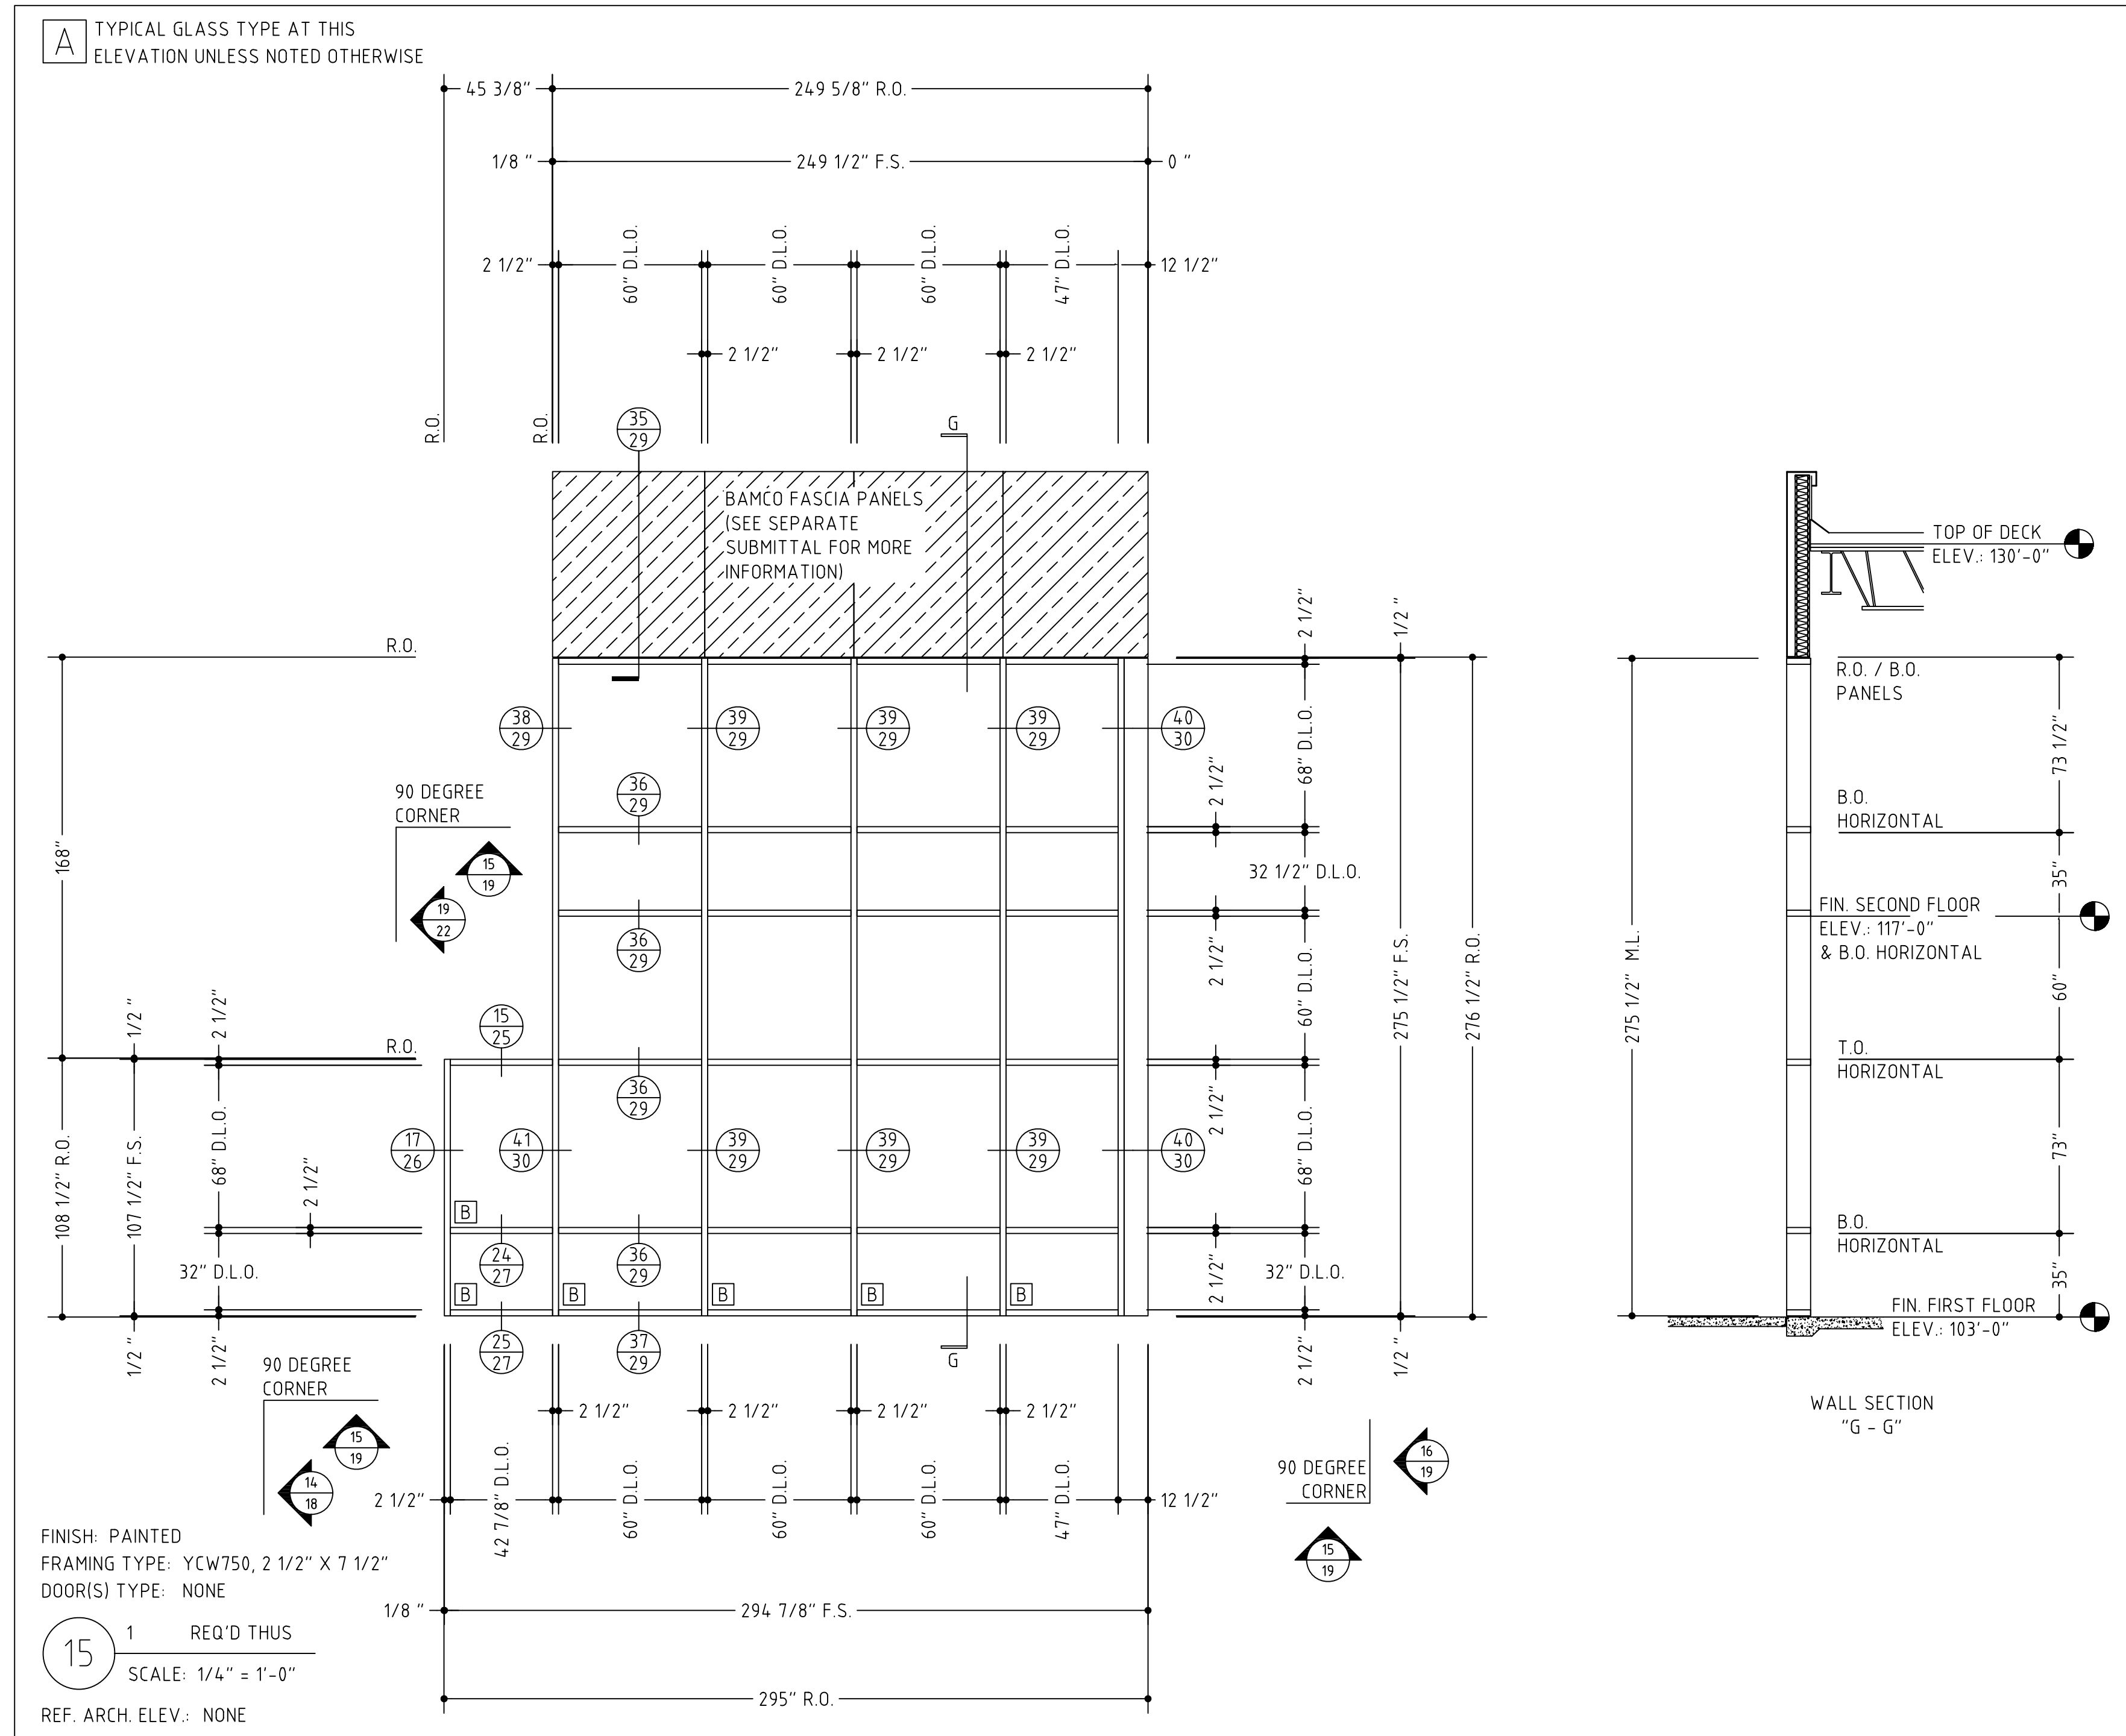 A
TYPICAL GLASS TYPE AT THIS
ELEVATION UNLESS NOTED OTHERWISE
45 3/8"
249 5/8" R.O.
1/8 "
249 1/2" F.S.
0 "
2 1/2"
60" D.L.O.
60" D.L.O.
60" D.L.O.
47" D.L.O.
12 1/2"
2 1/2"
2 1/2"
2 1/2"
R.O.
R.O.
35
29
G
BAMCO FASCIA PANELS
(SEE SEPARATE
SUBMITTAL FOR MORE
INFORMATION)
R.O.
38
29
39
29
39
29
39
29
40
30
36
29
90 DEGREE
CORNER
15
19
19
22
36
29
15
25
R.O.
36
29
17
26
41
30
39
29
39
29
39
29
40
30
B
24
27
36
29
B
B
B
B
B
25
27
37
29
G
168"
108 1/2" R.O.
1/2 "
107 1/2" F.S.
1/2 "
2 1/2"
68" D.L.O.
2 1/2"
32" D.L.O.
2 1/2"
2 1/2"
1/2 "
68" D.L.O.
2 1/2"
32 1/2" D.L.O.
2 1/2"
60" D.L.O.
2 1/2"
68" D.L.O.
2 1/2"
32" D.L.O.
2 1/2"
1/2 "
275 1/2" F.S.
276 1/2" R.O.
90 DEGREE
CORNER
15
19
14
18
2 1/2"
2 1/2"
2 1/2"
2 1/2"
2 1/2"
42 7/8" D.L.O.
60" D.L.O.
60" D.L.O.
60" D.L.O.
47" D.L.O.
12 1/2"
90 DEGREE
CORNER
16
19
15
19
1/8 "
294 7/8" F.S.
295" R.O.
TOP OF DECK
ELEV.: 130'-0"
R.O. / B.O.
PANELS
73 1/2"
B.O.
HORIZONTAL
35"
FIN. SECOND FLOOR
ELEV.: 117'-0"
& B.O. HORIZONTAL
60"
275 1/2" M.L.
T.O.
HORIZONTAL
73"
B.O.
HORIZONTAL
35"
FIN. FIRST FLOOR
ELEV.: 103'-0"
WALL SECTION
"G - G"
FINISH: PAINTED
FRAMING TYPE: YCW750, 2 1/2" X 7 1/2"
DOOR(S) TYPE: NONE
15
1 REQ'D THUS
SCALE: 1/4" = 1'-0"
REF. ARCH. ELEV.: NONE